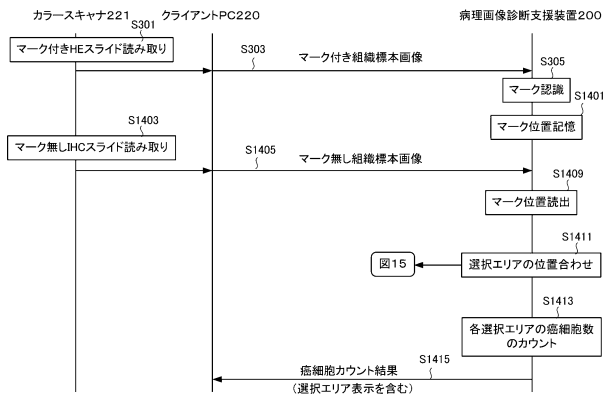 カラースキャナ221
クライアントPC220
病理画像診断支援装置200
S301
マーク付きHEスライド読み取り
S303
マーク付き組織標本画像
S305
マーク認識
S1401
マーク位置記憶
S1403
マーク無しIHCスライド読み取り
S1405
マーク無し組織標本画像
S1409
マーク位置読出
S1411
選択エリアの位置合わせ
図15
S1413
各選択エリアの癌細胞数
のカウント
S1415
癌細胞カウント結果
(選択エリア表示を含む)